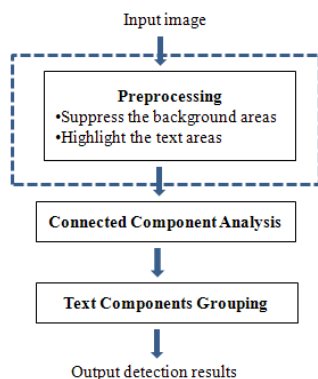 Input image
Preprocessing
•Suppress the background areas
•Highlight the text areas
Connected Component Analysis
Text Components Grouping
Output detection results